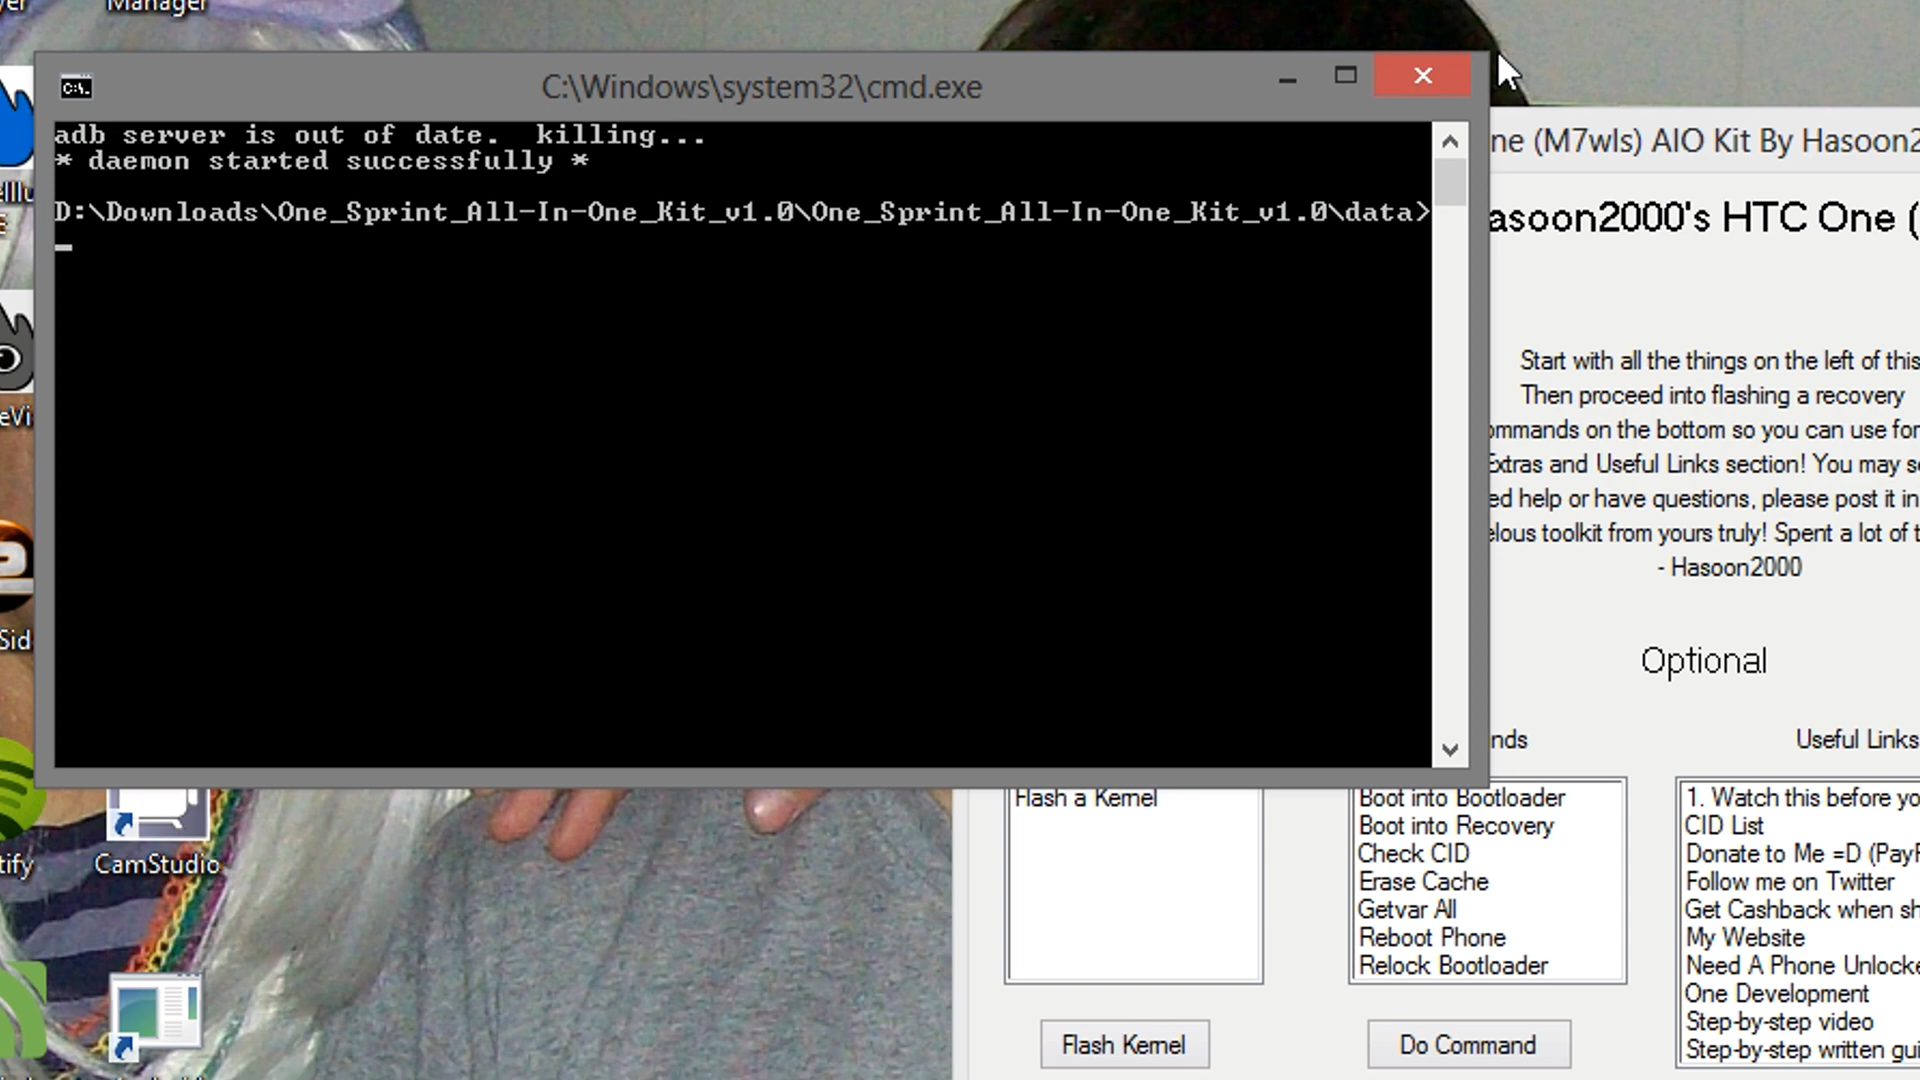 Manager
C:\Windows\system32\cmd.exe
adb server is out of date.  killing...
* daemon started successfully *
D:\Downloads\One_Sprint_All-In-One_Kit_v1.0\One_Sprint_All-In-One_Kit_v1.0\data>
ne (M7wls) AIO Kit By Hasoon2
asoon2000's HTC One (
Start with all the things on the left of this
Then proceed into flashing a recovery
ommands on the bottom so you can use for
Extras and Useful Links section! You may se
ed help or have questions, please post it in
elous toolkit from yours truly! Spent a lot of t
- Hasoon2000
Optional
nds
Useful Links
Flash a Kernel
Boot into Bootloader
Boot into Recovery
Check CID
Erase Cache
Getvar All
Reboot Phone
Relock Bootloader
1. Watch this before yo
CID List
Donate to Me =D (PayP
Follow me on Twitter
Get Cashback when sh
My Website
Need A Phone Unlocke
One Development
Step-by-step video
Step-by-step written gui
Flash Kernel
Do Command
eVi
Sid
tify
CamStudio